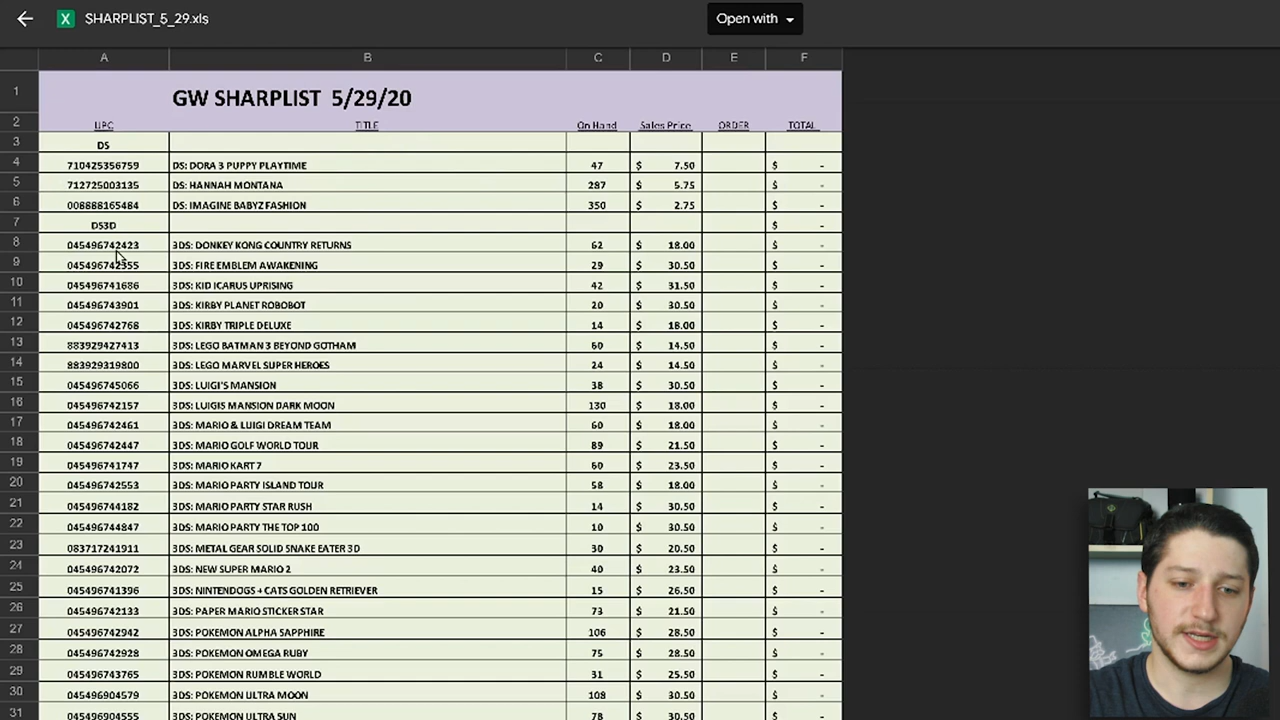 SHARPLIST_5_29.xls Open with
A B C D E F
1 GW SHARPLIST 5/29/20
2 UPC TITLE On Hand Sales Price ORDER TOTAL
3 DS
4 710425356759 DS: DORA 3 PUPPY PLAYTIME 47 $ 7.50 $ -
5 712725003135 DS: HANNAH MONTANA 287 $ 5.75 $ -
6 008888165484 DS: IMAGINE BABYZ FASHION 350 $ 2.75 $ -
7 DS3D $ -
8 045496742423 3DS: DONKEY KONG COUNTRY RETURNS 62 $ 18.00 $ -
9 045496742355 3DS: FIRE EMBLEM AWAKENING 29 $ 30.50 $ -
10 045496741686 3DS: KID ICARUS UPRISING 42 $ 31.50 $ -
11 045496743901 3DS: KIRBY PLANET ROBOBOT 20 $ 30.50 $ -
12 045496742768 3DS: KIRBY TRIPLE DELUXE 14 $ 18.00 $ -
13 883929427413 3DS: LEGO BATMAN 3 BEYOND GOTHAM 60 $ 14.50 $ -
14 883929319800 3DS: LEGO MARVEL SUPER HEROES 24 $ 14.50 $ -
15 045496745066 3DS: LUIGI'S MANSION 38 $ 30.50 $ -
16 045496742157 3DS: LUIGIS MANSION DARK MOON 130 $ 18.00 $ -
17 045496742461 3DS: MARIO & LUIGI DREAM TEAM 60 $ 18.00 $ -
18 045496742447 3DS: MARIO GOLF WORLD TOUR 89 $ 21.50 $ -
19 045496741747 3DS: MARIO KART 7 60 $ 23.50 $ -
20 045496742553 3DS: MARIO PARTY ISLAND TOUR 58 $ 18.00 $ -
21 045496744182 3DS: MARIO PARTY STAR RUSH 14 $ 30.50 $ -
22 045496744847 3DS: MARIO PARTY THE TOP 100 10 $ 30.50 $ -
23 083717241911 3DS: METAL GEAR SOLID SNAKE EATER 3D 30 $ 20.50 $ -
24 045496742072 3DS: NEW SUPER MARIO 2 40 $ 23.50 $ -
25 045496741396 3DS: NINTENDOGS + CATS GOLDEN RETRIEVER 15 $ 26.50 $ -
26 045496742133 3DS: PAPER MARIO STICKER STAR 73 $ 21.50 $ -
27 045496742942 3DS: POKEMON ALPHA SAPPHIRE 106 $ 28.50 $ -
28 045496742928 3DS: POKEMON OMEGA RUBY 75 $ 28.50 $ -
29 045496743765 3DS: POKEMON RUMBLE WORLD 31 $ 25.50 $ -
30 045496904579 3DS: POKEMON ULTRA MOON 108 $ 30.50 $ -
31 045496904555 3DS: POKEMON ULTRA SUN 78 $ 30.50 $ -